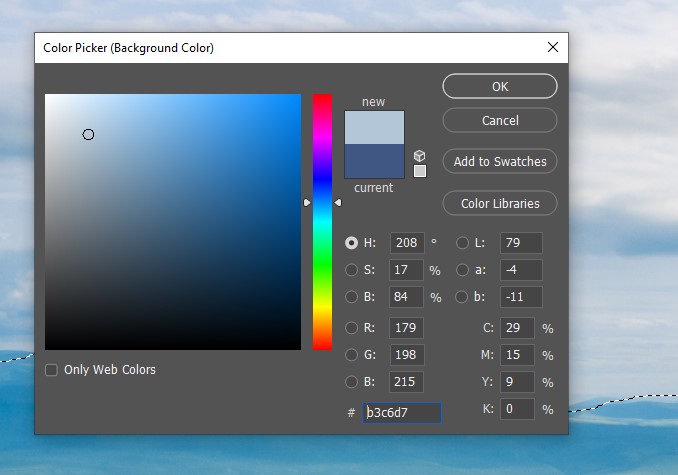 Color Picker (Background Color)
new
current
OK
Cancel
Add to Swatches
Color Libraries
H: 208 °
S: 17 %
B: 84 %
R: 179
G: 198
B: 215
# b3c6d7
L: 79
a: -4
b: -11
C: 29 %
M: 15 %
Y: 9 %
K: 0 %
Only Web Colors